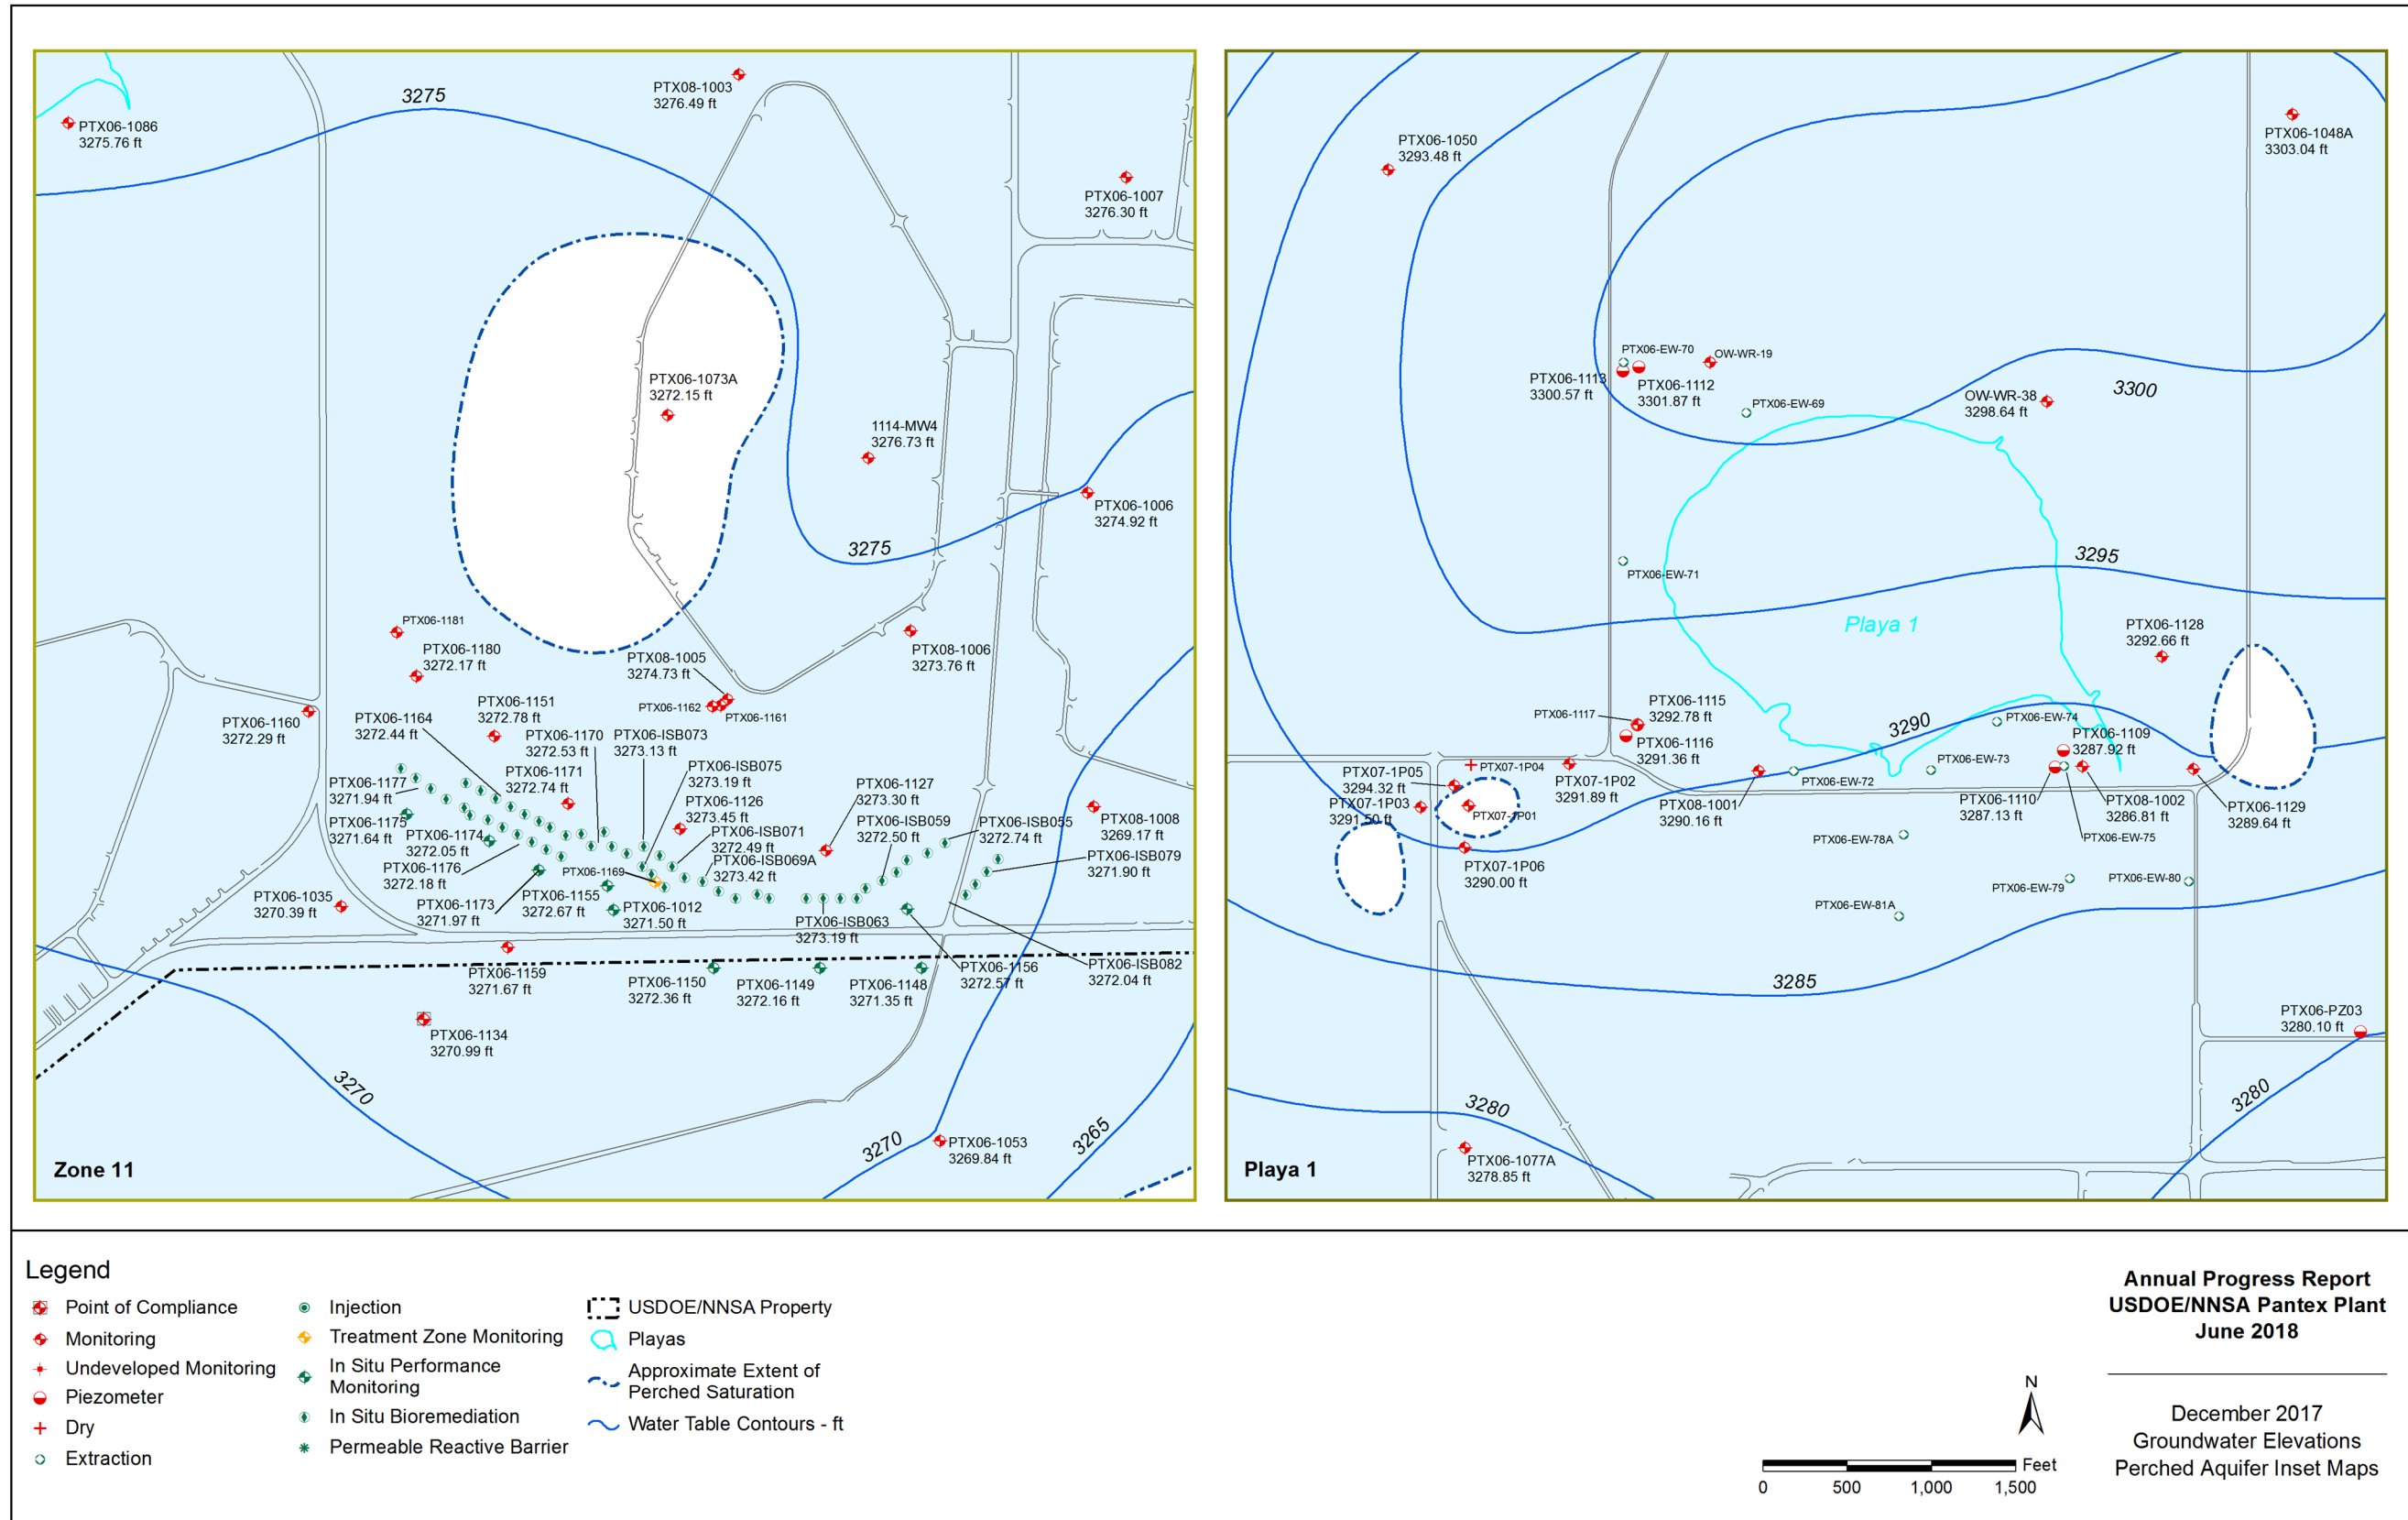 3275
PTX08-1003
3276.49 ft
PTX06-1086
3275.76 ft
PTX06-1007
3276.30 ft
PTX06-1073A
3272.15 ft
1114-MW4
3276.73 ft
PTX06-1006
3274.92 ft
3275
PTX06-1181
PTX06-1180
3272.17 ft
PTX08-1005
3274.73 ft
PTX08-1006
3273.76 ft
PTX06-1162
PTX06-1161
PTX06-1160
3272.29 ft
PTX06-1164
3272.44 ft
PTX06-1151
3272.78 ft
PTX06-1170
3272.53 ft
PTX06-ISB073
3273.13 ft
PTX06-ISB075
3273.19 ft
PTX06-1177
3271.94 ft
PTX06-1171
3272.74 ft
PTX06-1126
3273.45 ft
PTX06-1127
3273.30 ft
PTX06-1175
3271.64 ft
PTX06-1174
3272.05 ft
PTX06-ISB071
3272.49 ft
PTX06-ISB059
3272.50 ft
PTX06-ISB055
3272.74 ft
PTX08-1008
3269.17 ft
PTX06-1176
3272.18 ft
PTX06-1169
PTX06-ISB069A
3273.42 ft
PTX06-ISB079
3271.90 ft
PTX06-1035
3270.39 ft
PTX06-1173
3271.97 ft
PTX06-1155
3272.67 ft
PTX06-1012
3271.50 ft
PTX06-ISB063
3273.19 ft
PTX06-1159
3271.67 ft
PTX06-1150
3272.36 ft
PTX06-1149
3272.16 ft
PTX06-1148
3271.35 ft
PTX06-1156
3272.57 ft
PTX06-ISB082
3272.04 ft
PTX06-1134
3270.99 ft
3270
3270
PTX06-1053
3269.84 ft
3265
Zone 11
PTX06-1050
3293.48 ft
PTX06-1048A
3303.04 ft
PTX06-EW-70
OW-WR-19
PTX06-1113
3300.57 ft
PTX06-1112
3301.87 ft
PTX06-EW-69
OW-WR-38
3298.64 ft
3300
3295
PTX06-EW-71
Playa 1
PTX06-1128
3292.66 ft
PTX06-1117
PTX06-1115
3292.78 ft
PTX06-1116
3291.36 ft
3290
PTX06-EW-74
PTX06-1109
3287.92 ft
PTX07-1P05
3294.32 ft
PTX07-1P04
PTX07-1P02
3291.89 ft
PTX06-EW-73
PTX06-EW-72
PTX07-1P03
3291.50 ft
PTX07-1P01
PTX08-1001
3290.16 ft
PTX06-1110
3287.13 ft
PTX08-1002
3286.81 ft
PTX06-1129
3289.64 ft
PTX06-EW-78A
PTX06-EW-75
PTX07-1P06
3290.00 ft
PTX06-EW-79
PTX06-EW-80
PTX06-EW-81A
3285
PTX06-PZ03
3280.10 ft
3280
3280
PTX06-1077A
3278.85 ft
Playa 1
Legend
Point of Compliance
Monitoring
Undeveloped Monitoring
Piezometer
Dry
Extraction
Injection
Treatment Zone Monitoring
In Situ Performance
Monitoring
In Situ Bioremediation
Permeable Reactive Barrier
USDOE/NNSA Property
Playas
Approximate Extent of
Perched Saturation
Water Table Contours - ft
N
Feet
0 500 1,000 1,500
Annual Progress Report
USDOE/NNSA Pantex Plant
June 2018
December 2017
Groundwater Elevations
Perched Aquifer Inset Maps